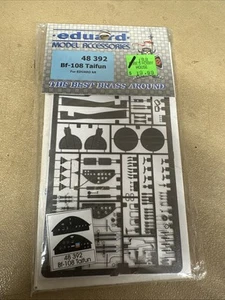 eduard
MODEL ACCESSORIES
48 392
Bf-108 Taifun
THE BEST BRASS AROUND
48 392
Bf-108 Taifun